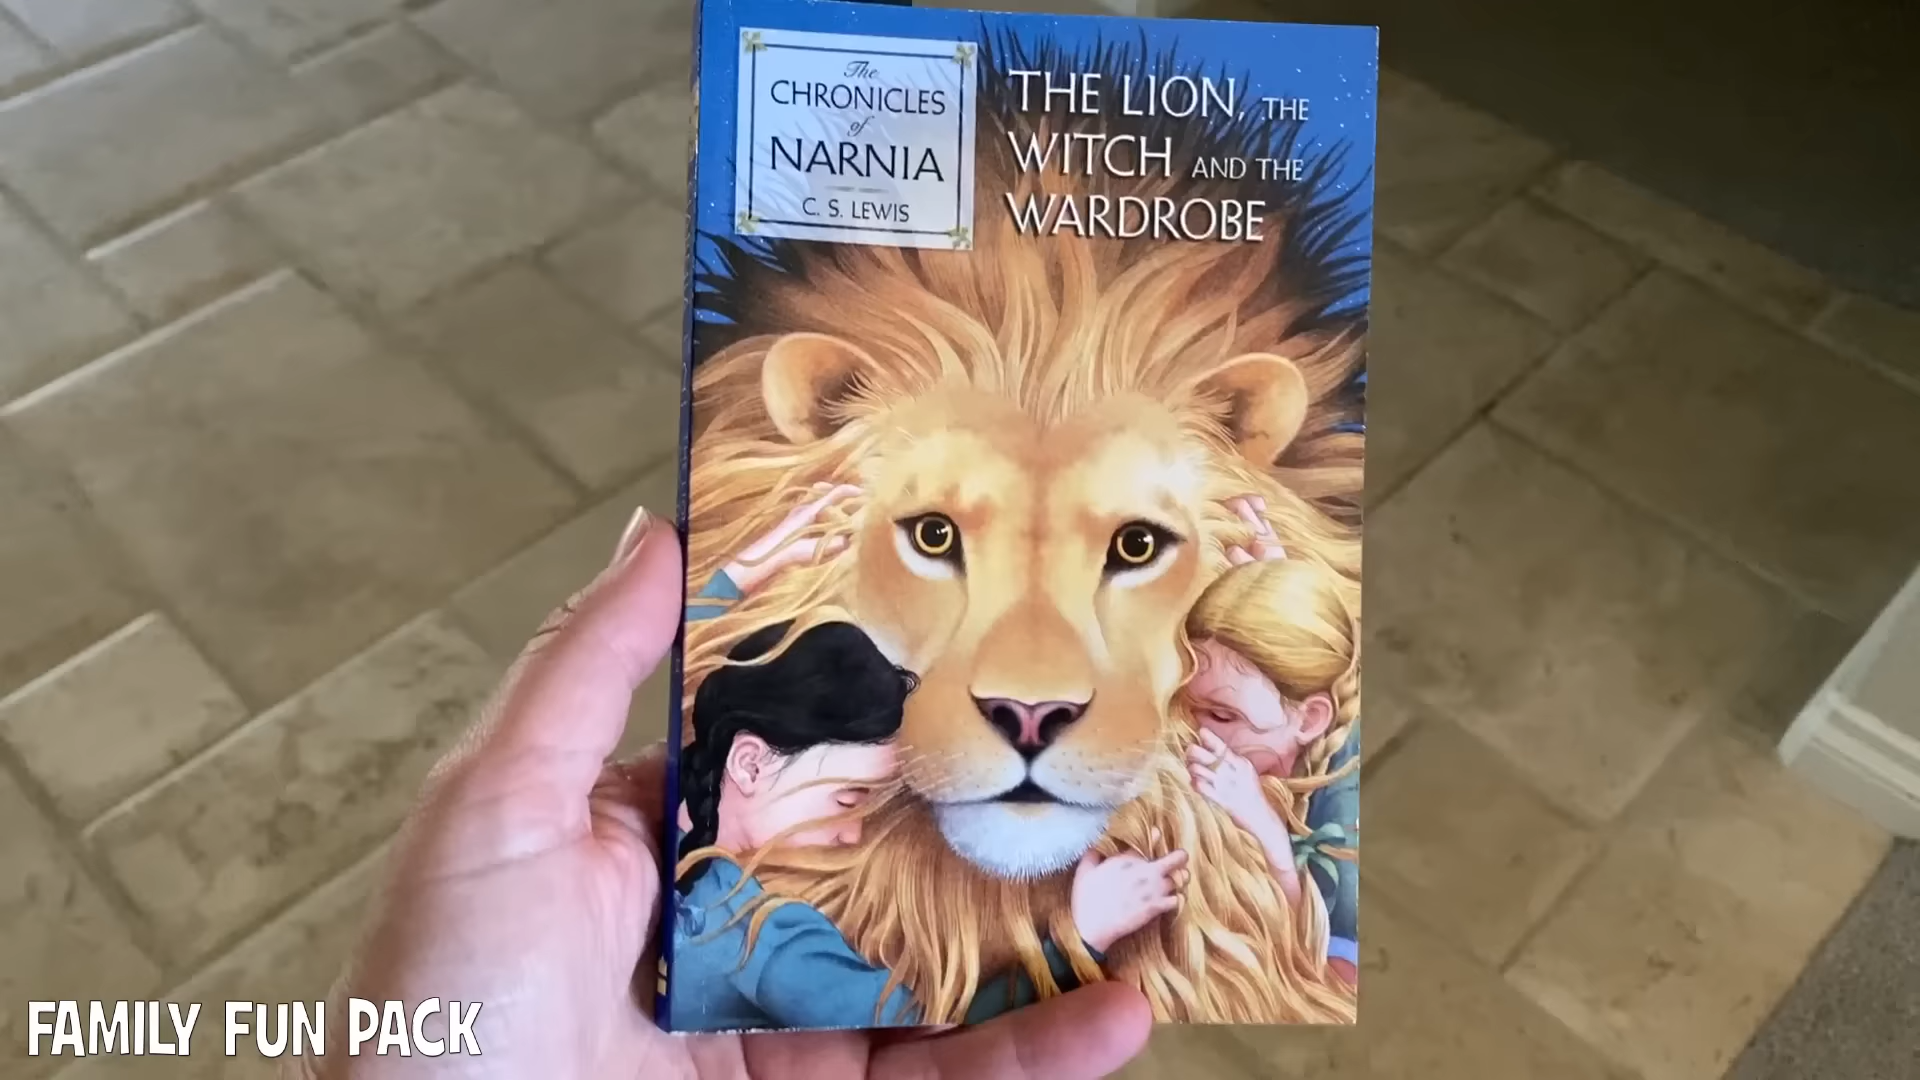 The
CHRONICLES
of
NARNIA
C. S. LEWIS
THE LION, THE
WITCH AND THE
WARDROBE
FAMILY FUN PACK